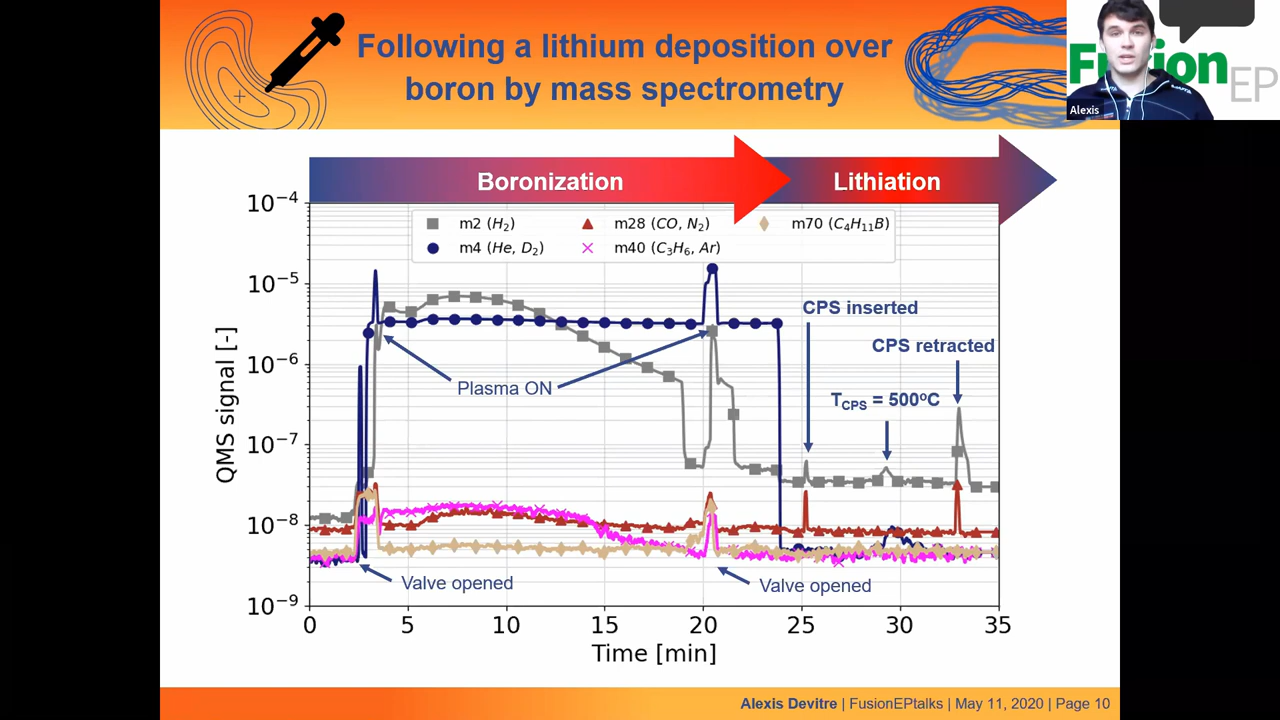 Following a lithium deposition over
boron by mass spectrometry
Fusion
EP
Alexis
Boronization
Lithiation
m2 (H₂)
m28 (CO, N₂)
m70 (C₄H₁₁B)
m4 (He, D₂)
m40 (C₃H₆, Ar)
QMS signal [-]
10⁻⁴
10⁻⁵
10⁻⁶
10⁻⁷
10⁻⁸
10⁻⁹
CPS inserted
CPS retracted
T_CPS = 500ºC
Plasma ON
Valve opened
Valve opened
0 5 10 15 20 25 30 35
Time [min]
Alexis Devitre | FusionEPtalks | May 11, 2020 | Page 10